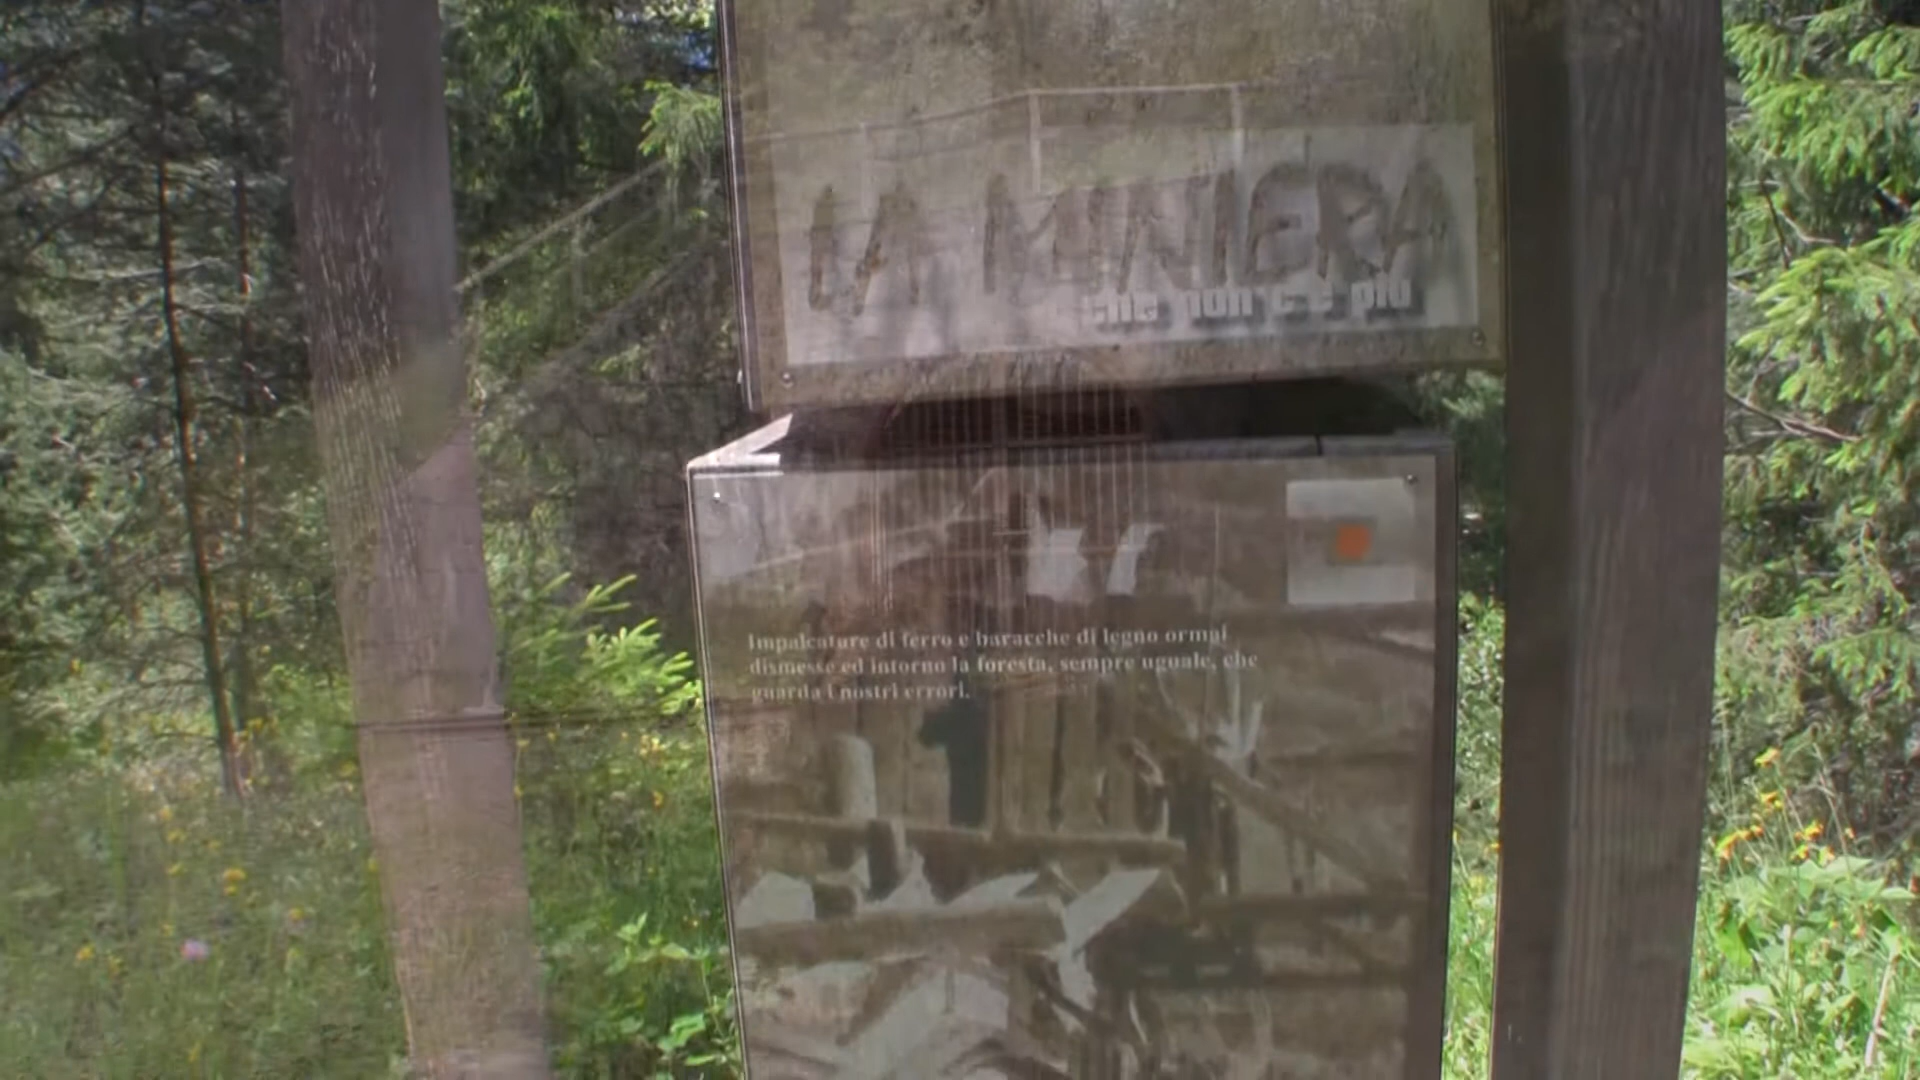 LA MINIERA
che non c'è più
Impalcature di ferro e baracche di legno ormai
dismesse ed intorno la foresta, sempre uguale, che
guarda i nostri errori.